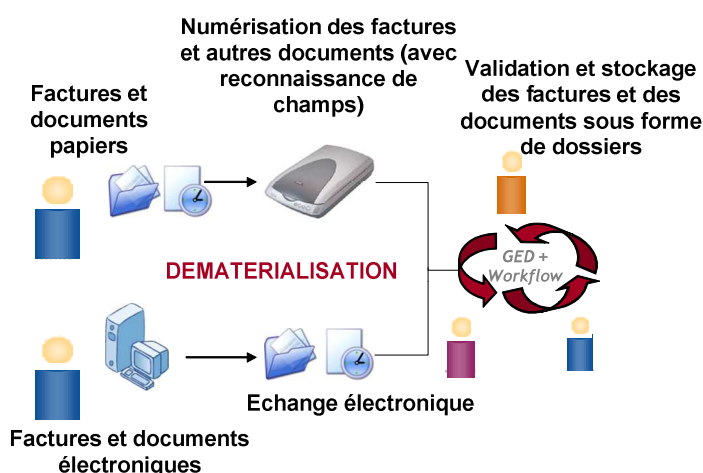 Numérisation des factures
et autres documents (avec
reconnaissance de
champs)
Validation et stockage
des factures et des
documents sous forme
de dossiers
Factures et
documents
papiers
DEMATERIALISATION
GED +
Workflow
Echange électronique
Factures et documents
électroniques